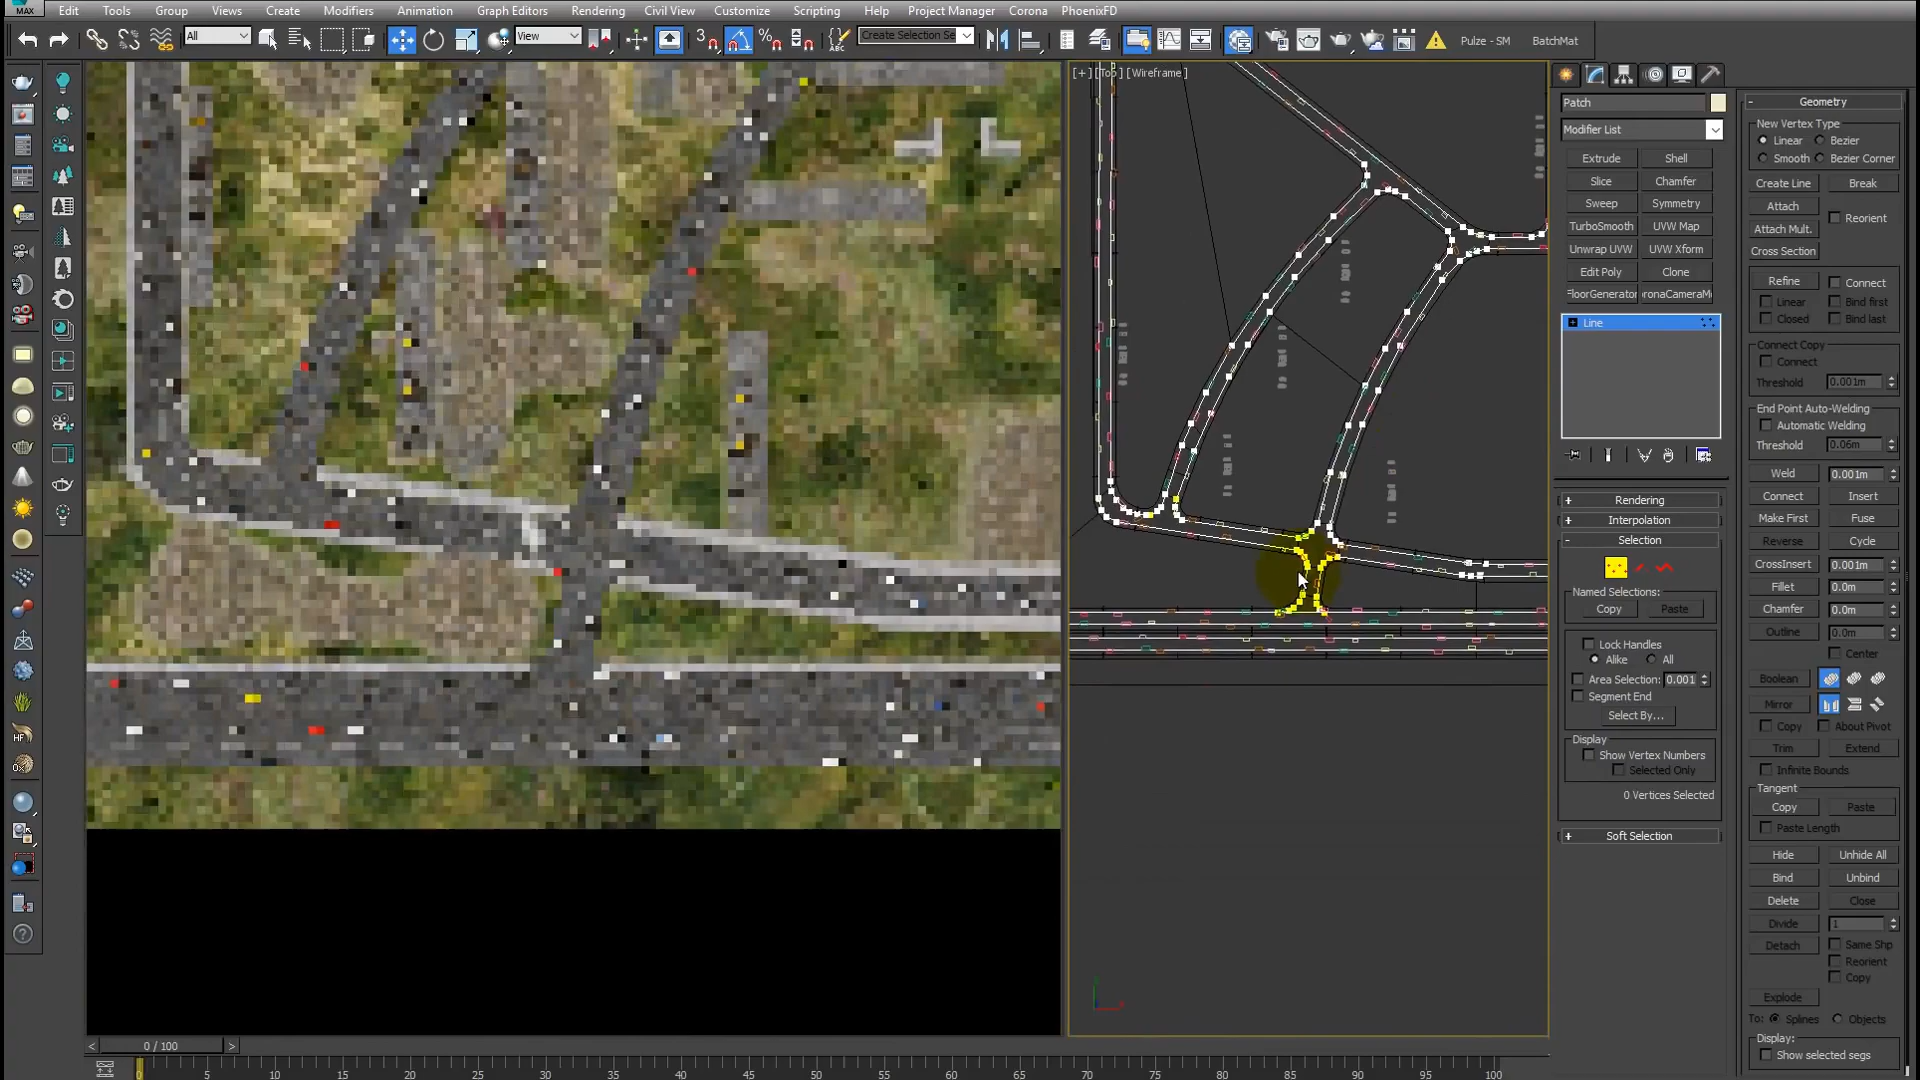 MAX
Edit Tools Group Views Create Modifiers Animation Graph Editors Rendering Civil View Customize Scripting Help Project Manager Corona PhoenixFD
All
View
Create Selection Se
Pulze - SM
BatchMat
[+] [Top] [Wireframe]
Patch
Modifier List
Extrude Shell
Slice Chamfer
Sweep Symmetry
TurboSmooth UVW Map
Unwrap UVW UVW Xform
Edit Poly Clone
FloorGenerator oronaCameraMo
Line
+ Rendering
+ Interpolation
- Selection
Named Selections:
Copy Paste
Lock Handles
Alike All
Area Selection: 0.001
Segment End
Select By...
Display
Show Vertex Numbers
Selected Only
0 Vertices Selected
+ Soft Selection
- Geometry
New Vertex Type
Linear Bezier
Smooth Bezier Corner
Create Line Break
Attach
Reorient
Attach Mult.
Cross Section
Refine Connect
Linear Bind first
Closed Bind last
Connect Copy
Connect
Threshold 0.001m
End Point Auto-Welding
Automatic Welding
Threshold 0.06m
Weld 0.001m
Connect Insert
Make First Fuse
Reverse Cycle
CrossInsert 0.001m
Fillet 0.0m
Chamfer 0.0m
Outline 0.0m
Center
Boolean
Mirror
Copy About Pivot
Trim Extend
Infinite Bounds
Tangent
Copy Paste
Paste Length
Hide Unhide All
Bind Unbind
Delete Close
Divide 1
Detach Same Shp
Reorient
Copy
Explode
To: Splines Objects
Display:
Show selected segs
< 0 / 100 >
0 5 10 15 20 25 30 35 40 45 50 55 60 65 70 75 80 85 90 95 100